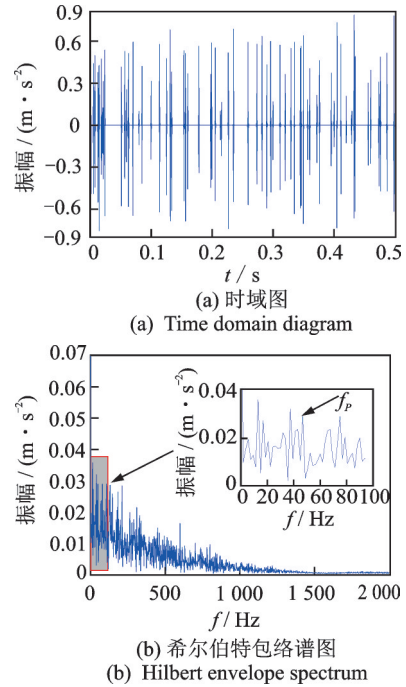 0.9
0.6
0.3
0
−0.3
−0.6
−0.9
振幅 / (m·s⁻²)
0 0.1 0.2 0.3 0.4 0.5
t / s
(a) 时域图
(a) Time domain diagram
0.07
0.06
0.05
0.04
0.03
0.02
0.01
0
振幅 / (m·s⁻²)
0 500 1 000 1 500 2 000
f / Hz
0.04
0.02
0
振幅 / (m·s⁻²)
f_P
0 20 40 60 80 100
f / Hz
(b) 希尔伯特包络谱图
(b) Hilbert envelope spectrum